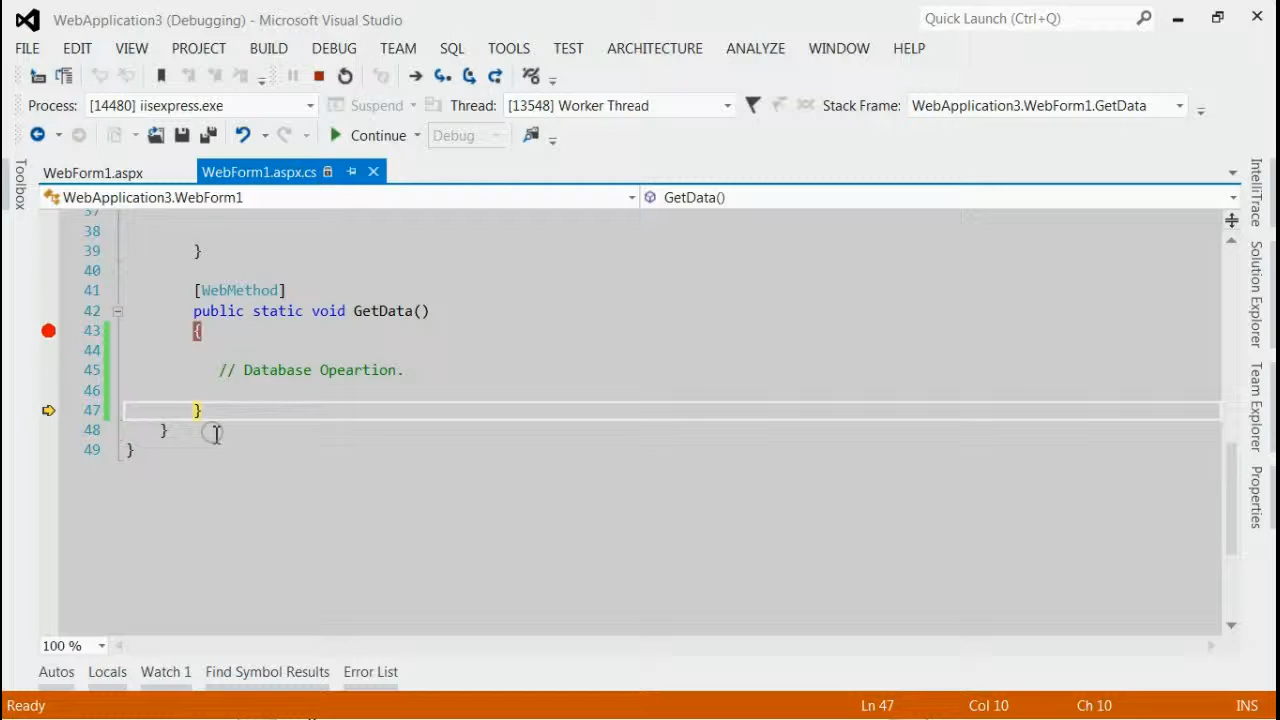 WebApplication3 (Debugging) - Microsoft Visual Studio
Quick Launch (Ctrl+Q)
FILE EDIT VIEW PROJECT BUILD DEBUG TEAM SQL TOOLS TEST ARCHITECTURE ANALYZE WINDOW HELP
Process: [14480] iisexpress.exe Suspend Thread: [13548] Worker Thread Stack Frame: WebApplication3.WebForm1.GetData
Continue Debug
Toolbox
WebForm1.aspx WebForm1.aspx.cs
WebApplication3.WebForm1 GetData()
37
38
39 }
40
41 [WebMethod]
42 public static void GetData()
43 {
44
45 // Database Opeartion.
46
47 }
48 }
49 }
IntelliTrace
Solution Explorer
Team Explorer
Properties
100 %
Autos Locals Watch 1 Find Symbol Results Error List
Ready Ln 47 Col 10 Ch 10 INS